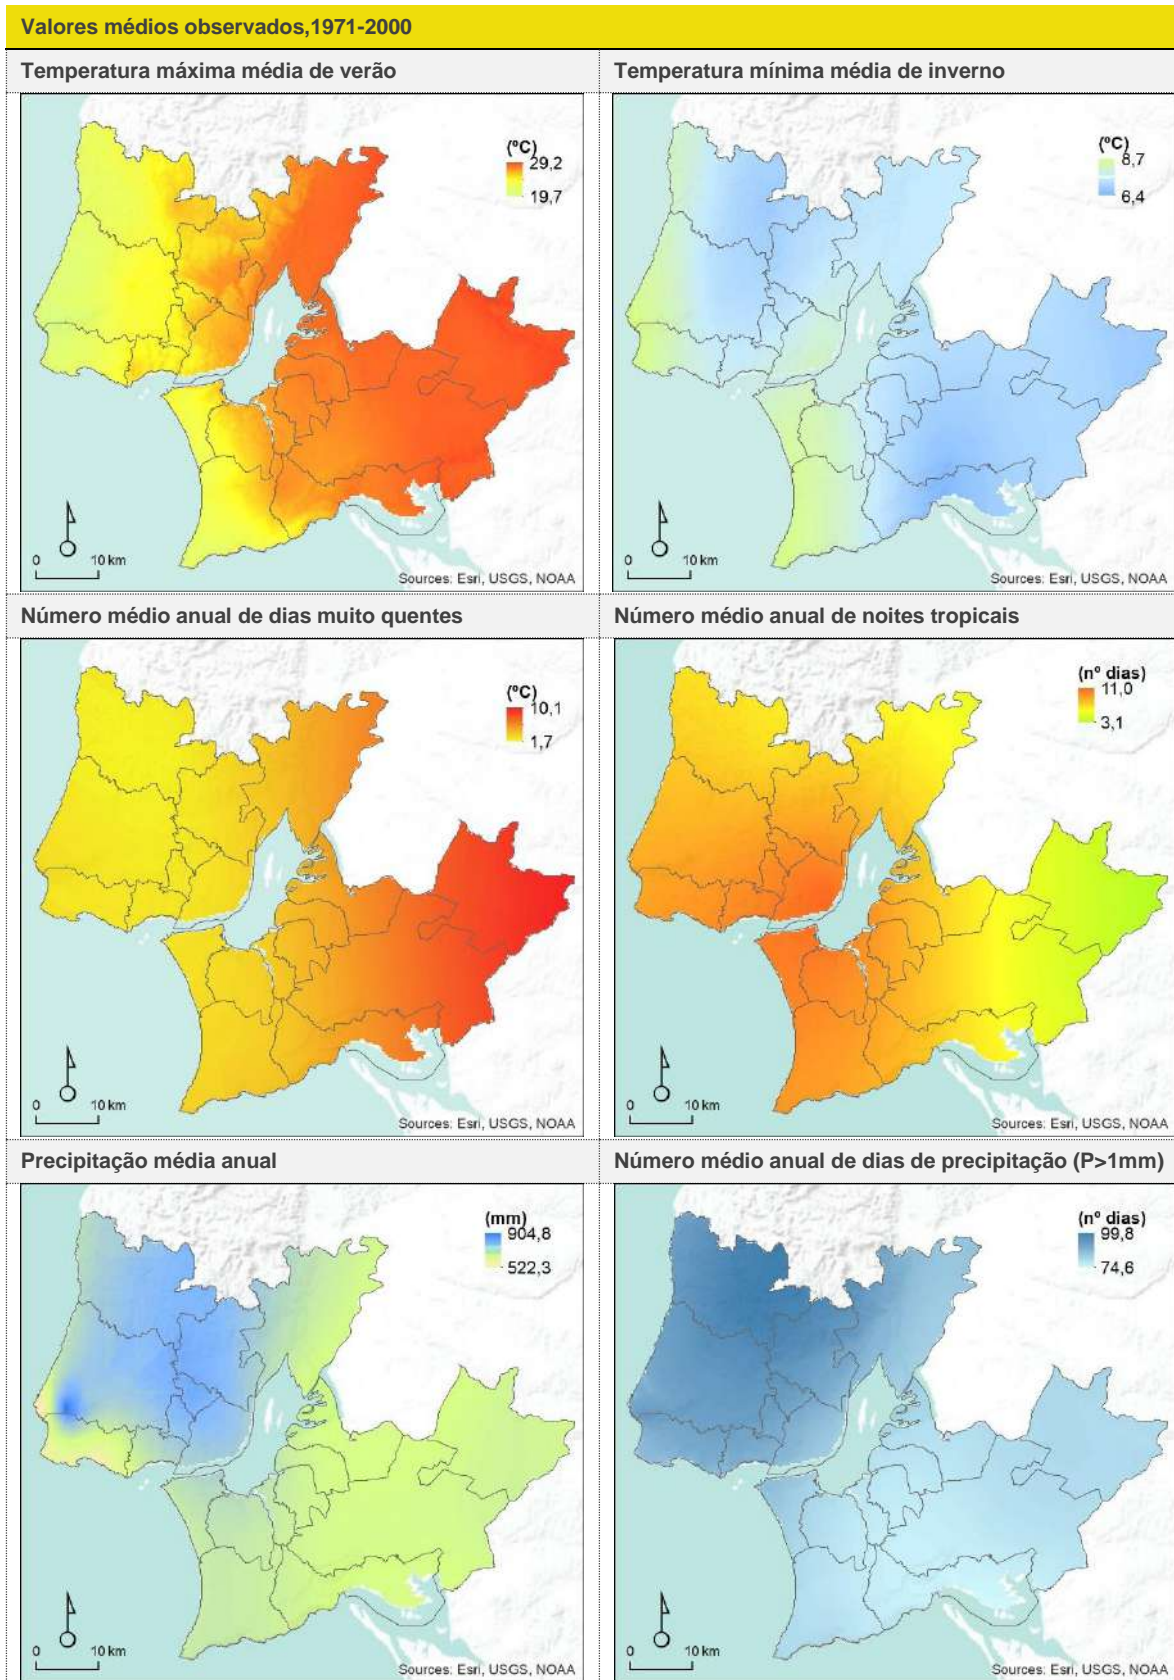 Valores médios observados,1971-2000
Temperatura máxima média de verão
Temperatura mínima média de inverno
(ºC)
29,2
19,7
0
10 km
Sources: Esri, USGS, NOAA
(ºC)
8,7
6,4
0
10 km
Sources: Esri, USGS, NOAA
Número médio anual de dias muito quentes
Número médio anual de noites tropicais
(ºC)
10,1
1,7
0
10 km
Sources: Esri, USGS, NOAA
(nº dias)
11,0
3,1
0
10 km
Sources: Esri, USGS, NOAA
Precipitação média anual
Número médio anual de dias de precipitação (P>1mm)
(mm)
904,8
522,3
0
10 km
Sources: Esri, USGS, NOAA
(nº dias)
99,8
74,6
0
10 km
Sources: Esri, USGS, NOAA